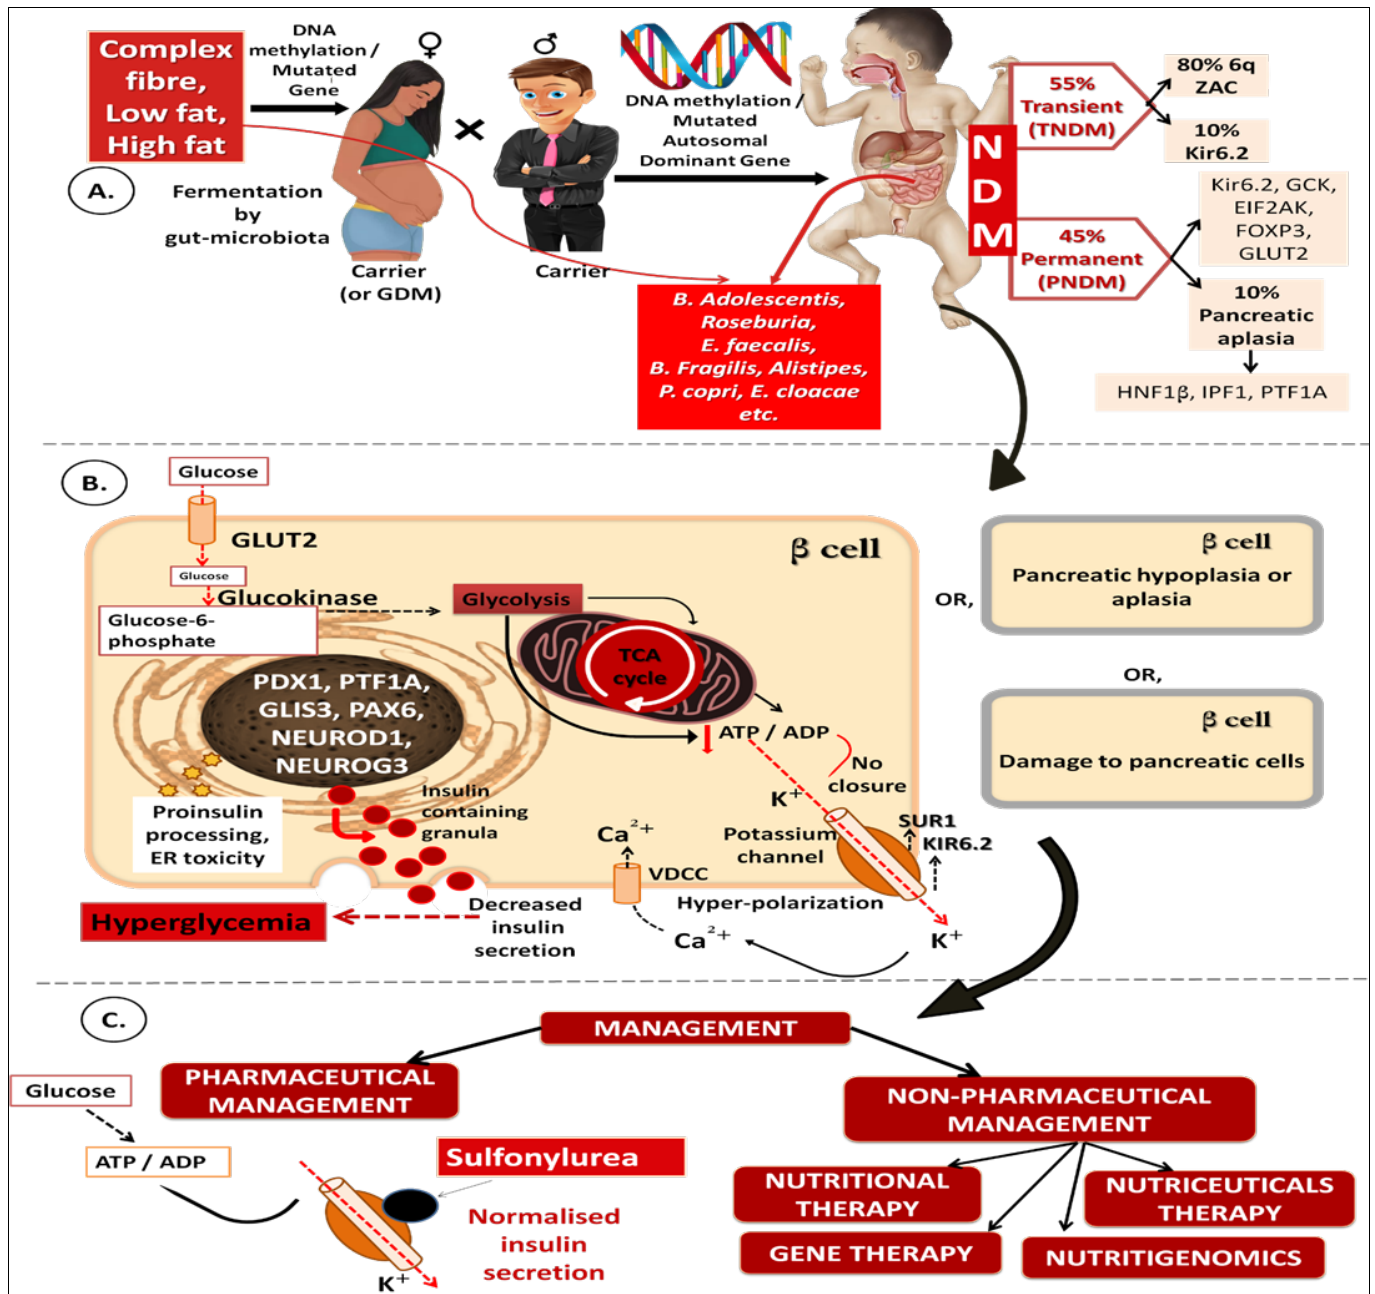 Complex
fibre,
Low fat,
High fat
DNA
methylation /
Mutated
Gene
♀
♂
×
DNA methylation /
Mutated
Autosomal
Dominant Gene
A.
Fermentation
by
gut-microbiota
Carrier
(or GDM)
Carrier
B. Adolescentis,
Roseburia,
E. faecalis,
B. Fragilis, Alistipes,
P. copri, E. cloacae
etc.
N
D
M
55%
Transient
(TNDM)
80% 6q
ZAC
10%
Kir6.2
45%
Permanent
(PNDM)
Kir6.2, GCK,
EIF2AK,
FOXP3,
GLUT2
10%
Pancreatic
aplasia
HNF1β, IPF1, PTF1A
B.
Glucose
GLUT2
Glucose
Glucokinase
Glucose-6-
phosphate
Glycolysis
β cell
TCA
cycle
PDX1, PTF1A,
GLIS3, PAX6,
NEUROD1,
NEUROG3
ATP / ADP
No
closure
K+
Proinsulin
processing,
ER toxicity
Insulin
containing
granula
Ca2+
VDCC
Potassium
channel
SUR1
KIR6.2
Hyper-polarization
Hyperglycemia
Decreased
insulin
secretion
Ca2+
K+
OR,
β cell
Pancreatic hypoplasia or
aplasia
OR,
β cell
Damage to pancreatic cells
C.
MANAGEMENT
PHARMACEUTICAL
MANAGEMENT
Glucose
ATP / ADP
Sulfonylurea
Normalised
insulin
secretion
K+
NON-PHARMACEUTICAL
MANAGEMENT
NUTRITIONAL
THERAPY
NUTRICEUTICALS
THERAPY
GENE THERAPY
NUTRITIGENOMICS